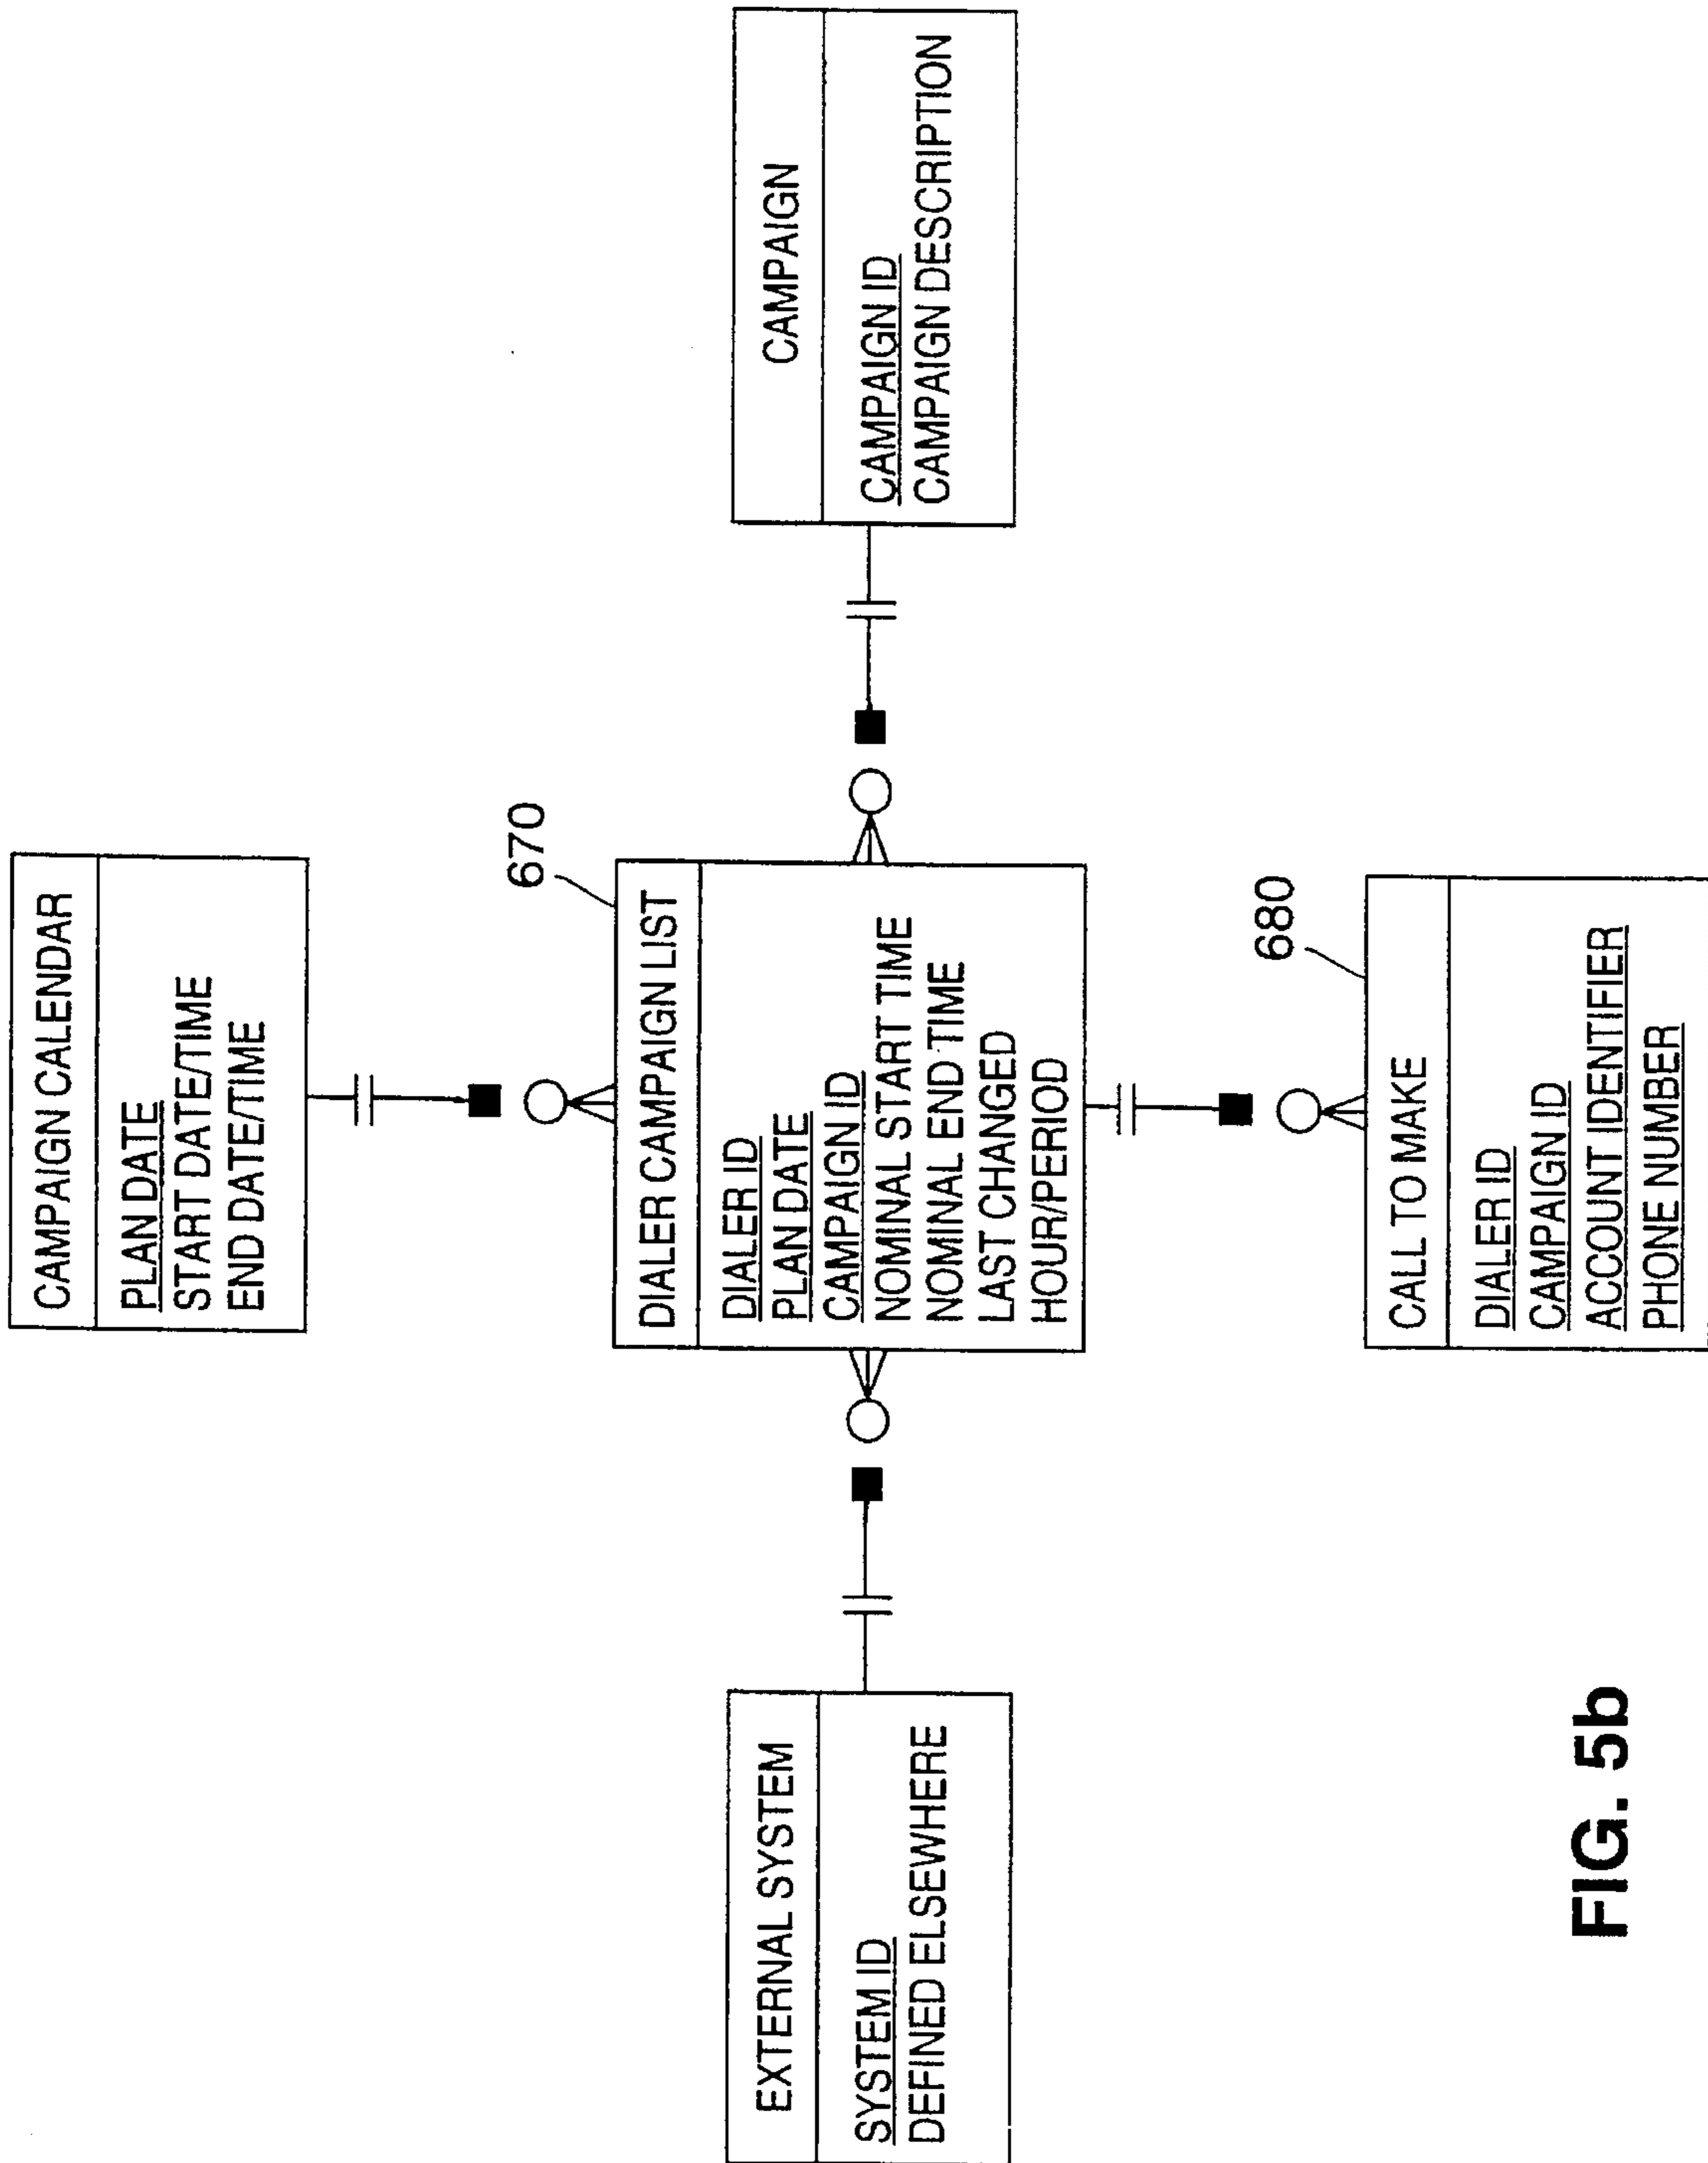 CAMPAIGN CALENDAR
PLAN DATE
START DATE/TIME
END DATE/TIME
670
EXTERNAL SYSTEM
SYSTEM ID
DEFINED ELSEWHERE
DIALER CAMPAIGN LIST
DIALER ID
PLAN DATE
CAMPAIGN ID
NOMINAL START TIME
NOMINAL END TIME
LAST CHANGED
HOUR/PERIOD
CAMPAIGN
CAMPAIGN ID
CAMPAIGN DESCRIPTION
680
CALL TO MAKE
DIALER ID
CAMPAIGN ID
ACCOUNT IDENTIFIER
PHONE NUMBER
FIG. 5b